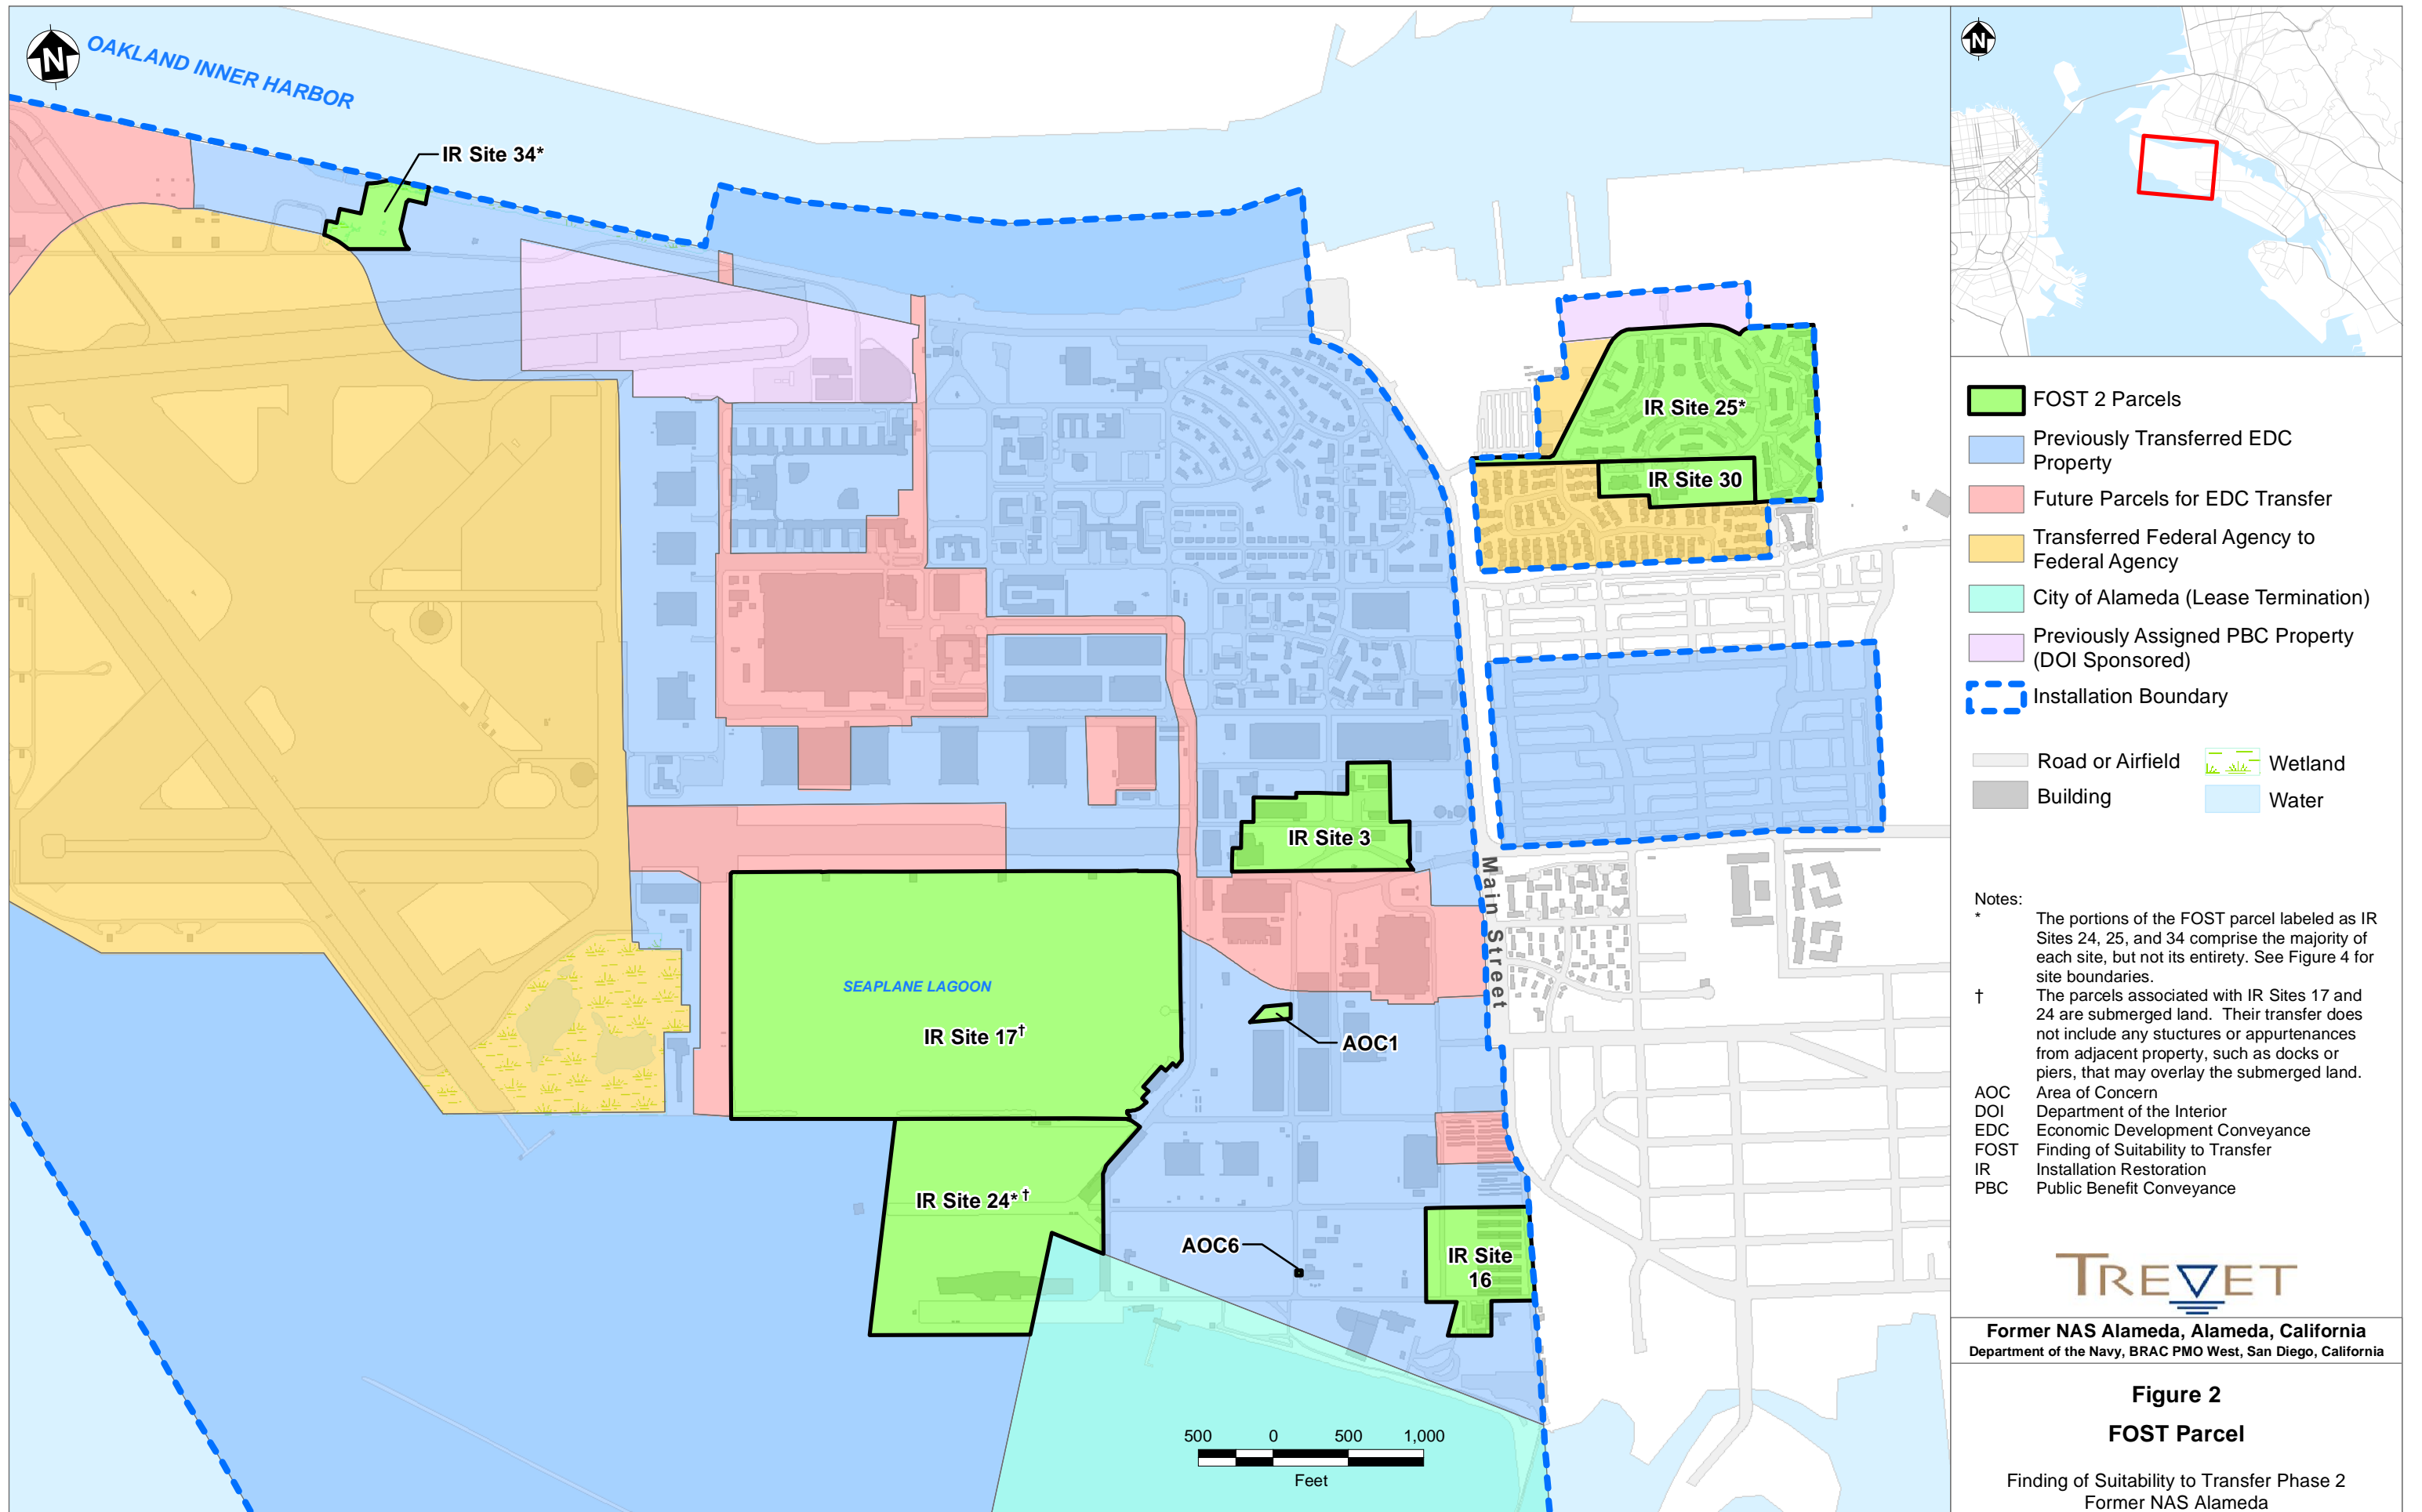 N
OAKLAND INNER HARBOR
IR Site 34*
IR Site 25*
IR Site 30
IR Site 3
Main Street
SEAPLANE LAGOON
IR Site 17†
AOC1
IR Site 24*†
AOC6
IR Site
16
500 0 500 1,000
Feet
N
FOST 2 Parcels
Previously Transferred EDC
Property
Future Parcels for EDC Transfer
Transferred Federal Agency to
Federal Agency
City of Alameda (Lease Termination)
Previously Assigned PBC Property
(DOI Sponsored)
Installation Boundary
Road or Airfield
Wetland
Building
Water
Notes:
* The portions of the FOST parcel labeled as IR
Sites 24, 25, and 34 comprise the majority of
each site, but not its entirety. See Figure 4 for
site boundaries.
† The parcels associated with IR Sites 17 and
24 are submerged land. Their transfer does
not include any stuctures or appurtenances
from adjacent property, such as docks or
piers, that may overlay the submerged land.
AOC Area of Concern
DOI Department of the Interior
EDC Economic Development Conveyance
FOST Finding of Suitability to Transfer
IR Installation Restoration
PBC Public Benefit Conveyance
TREVET
Former NAS Alameda, Alameda, California
Department of the Navy, BRAC PMO West, San Diego, California
Figure 2
FOST Parcel
Finding of Suitability to Transfer Phase 2
Former NAS Alameda